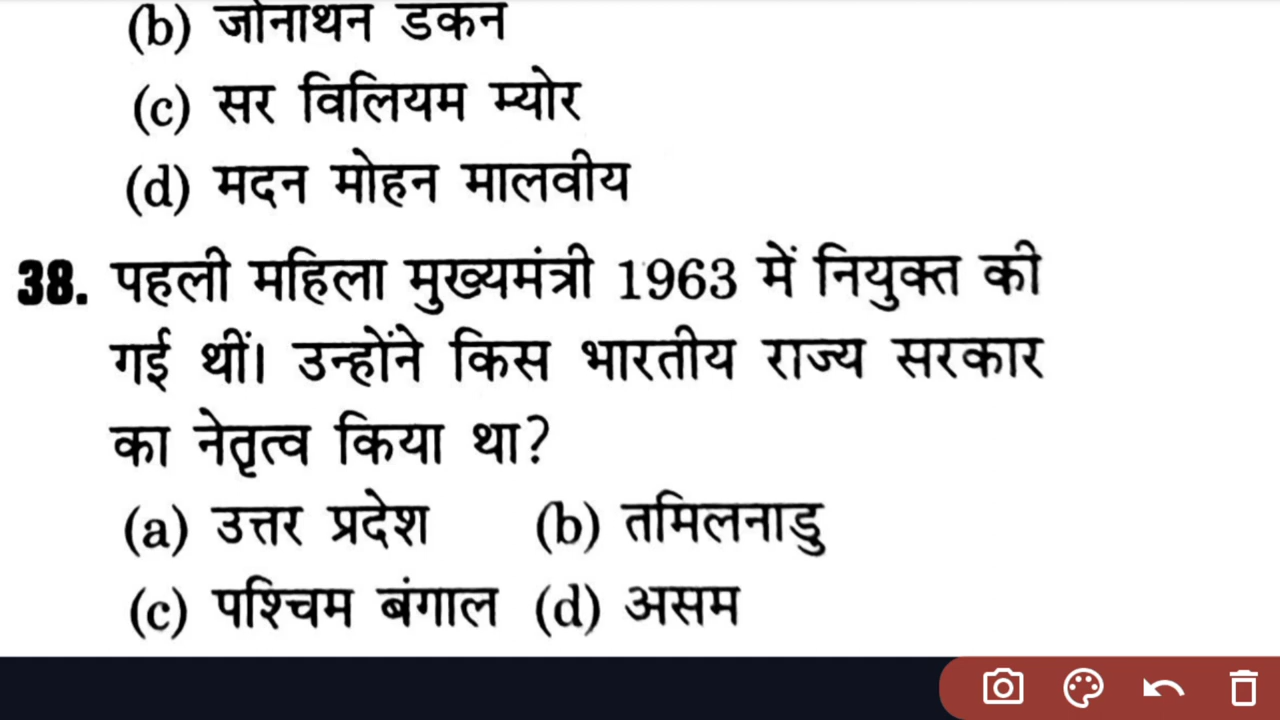 (b) जोनाथन डकन
(c) सर विलियम म्योर
(d) मदन मोहन मालवीय
38. पहली महिला मुख्यमंत्री 1963 में नियुक्त की
गई थीं। उन्होंने किस भारतीय राज्य सरकार
का नेतृत्व किया था?
(a) उत्तर प्रदेश (b) तमिलनाडु
(c) पश्चिम बंगाल (d) असम